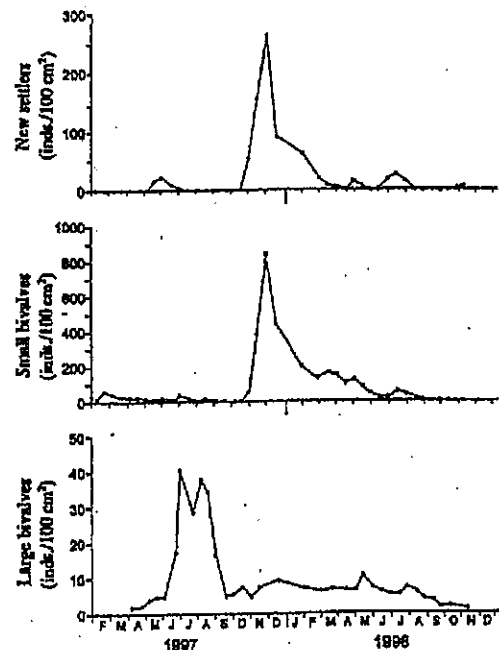 New settlers
(inds./100 cm²)
300
200
100
0
Small bivalves
(inds./100 cm²)
1000
800
600
400
200
0
Large bivalves
(inds./100 cm²)
50
40
30
20
10
0
F M A M J J A S O N D J F M A M J J A S O N D
1997 1998